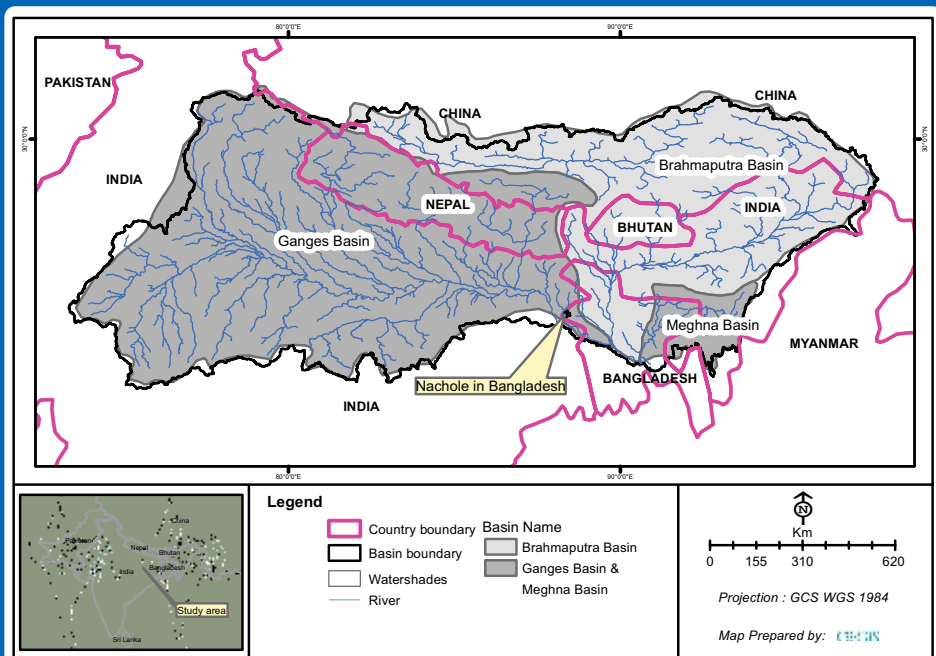 80°0'0"E
90°0'0"E
PAKISTAN
CHINA
CHINA
30°0'0"N
30°0'0"N
INDIA
Brahmaputra Basin
NEPAL
INDIA
BHUTAN
Ganges Basin
Meghna Basin
MYANMAR
Nachole in Bangladesh
BANGLADESH
INDIA
80°0'0"E
90°0'0"E
China
Pakistan
Nepal
Bhutan
India
Bangladesh
Study area
Sri Lanka
Legend
Country boundary
Basin boundary
Watershades
River
Basin Name
Brahmaputra Basin
Ganges Basin &
Meghna Basin
N
Km
0 155 310 620
Projection : GCS WGS 1984
Map Prepared by: